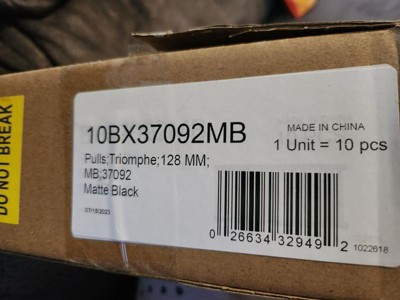 DO NOT BREAK
10BX37092MB
MADE IN CHINA
1 Unit = 10 pcs
Pulls;Triomphe;128 MM;
MB;37092
Matte Black
07/15/2023
0 26634 32949 2
1022618